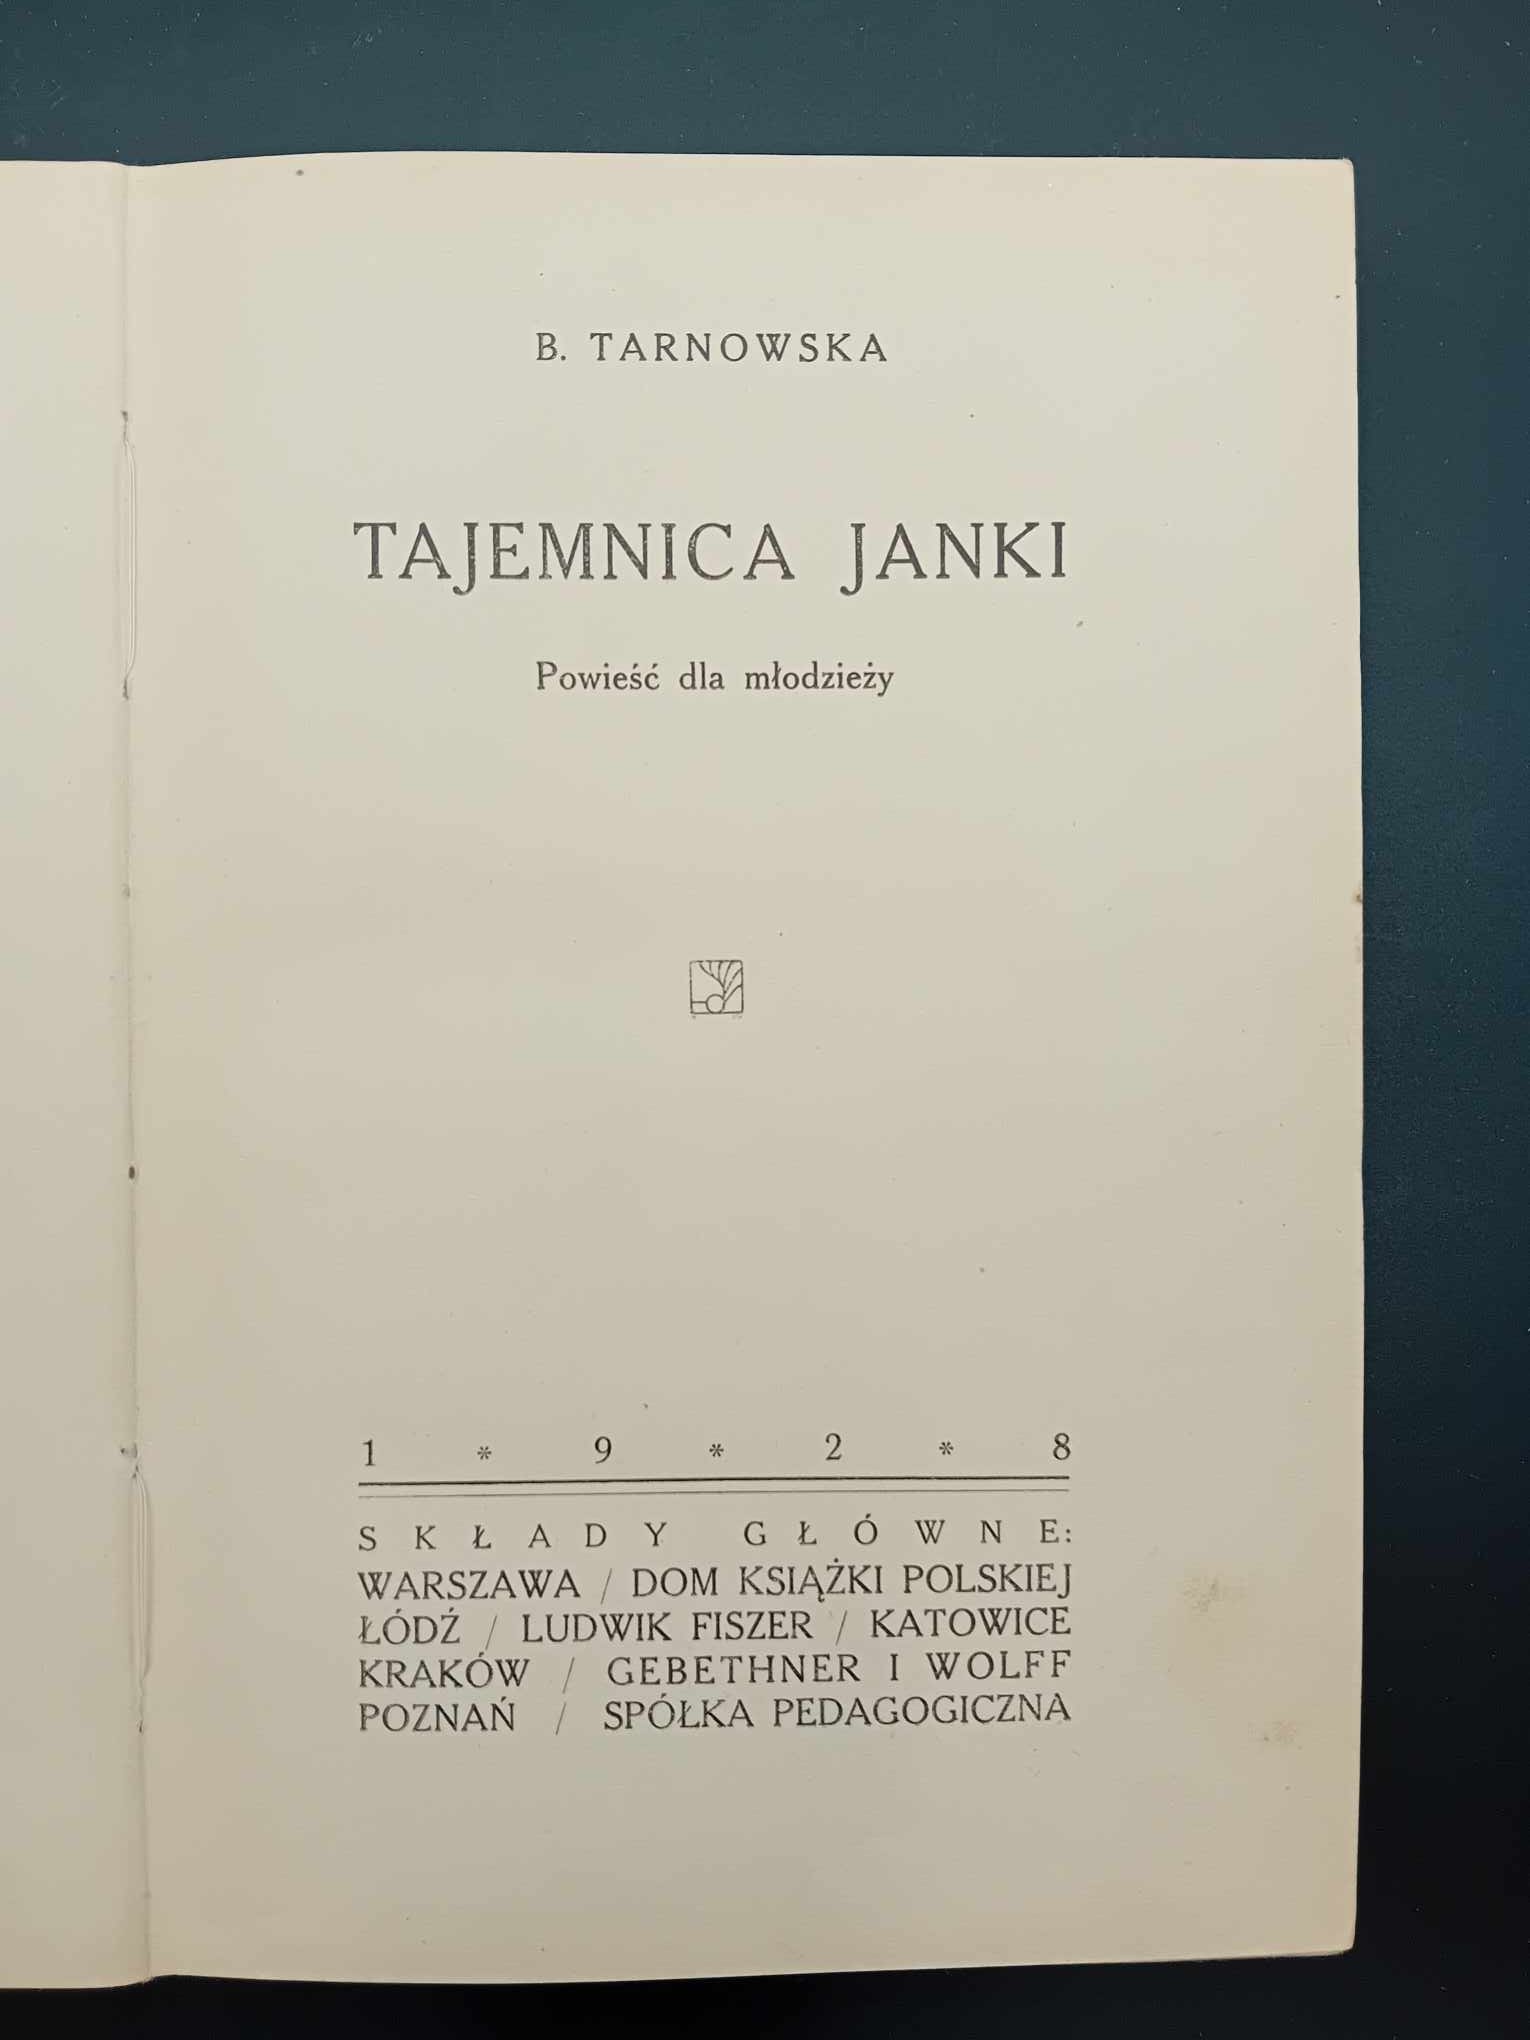 B. TARNOWSKA
TAJEMNICA JANKI
Powieść dla młodzieży
1 * 9 * 2 * 8
SKŁADY GŁÓWNE:
WARSZAWA / DOM KSIĄŻKI POLSKIEJ
ŁÓDŹ / LUDWIK FISZER / KATOWICE
KRAKÓW / GEBETHNER I WOLFF
POZNAŃ / SPÓŁKA PEDAGOGICZNA